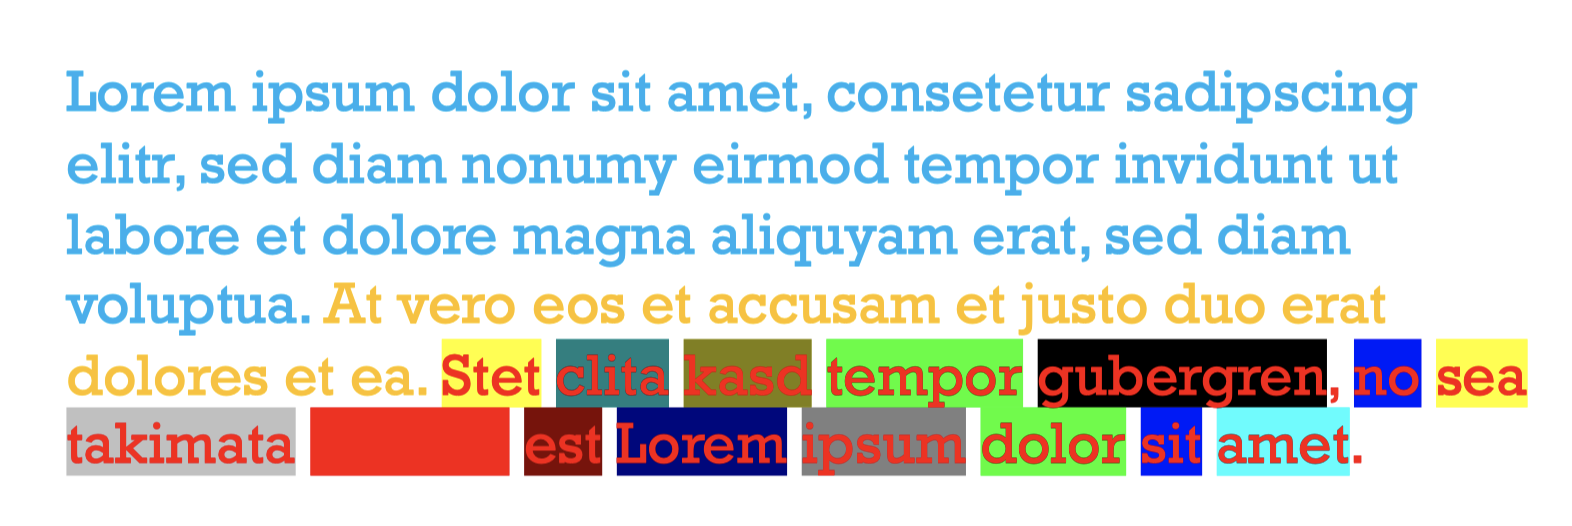 Lorem ipsum dolor sit amet, consetetur sadipscing
elitr, sed diam nonumy eirmod tempor invidunt ut
labore et dolore magna aliquyam erat, sed diam
voluptua. At vero eos et accusam et justo duo erat
dolores et ea. Stet clita kasd tempor gubergren, no sea
takimata est Lorem ipsum dolor sit amet.